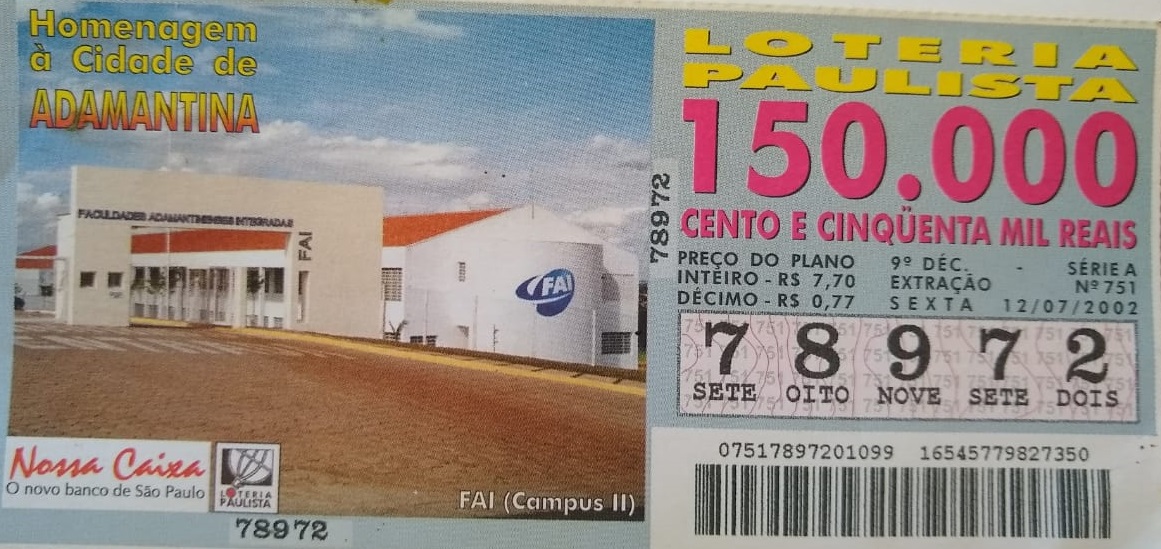 Homenagem
à Cidade de
ADAMANTINA
FACULDADES ADAMANTINENSES INTEGRADAS
FAI
FAI
Nossa Caixa
O novo banco de São Paulo
LOTERIA
PAULISTA
FAI (Campus II)
78972
78972
LOTERIA
PAULISTA
150.000
CENTO E CINQÜENTA MIL REAIS
PREÇO DO PLANO
INTEIRO - R$ 7,70
DÉCIMO - R$ 0,77
9º DÉC. - SÉRIE A
EXTRAÇÃO Nº 751
SEXTA 12/07/2002
7 8 9 7 2
SETE OITO NOVE SETE DOIS
07517897201099 16545779827350